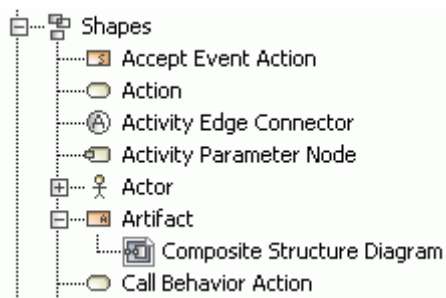 Shapes
Accept Event Action
Action
Activity Edge Connector
Activity Parameter Node
Actor
Artifact
Composite Structure Diagram
Call Behavior Action